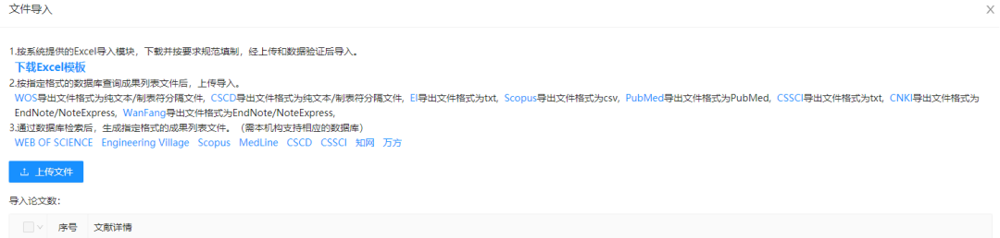 文件导入
1.按系统提供的Excel导入模块，下载并按要求规范填制，经上传和数据验证后导入。
下载Excel模板
2.按指定格式的数据库查询成果列表文件后，上传导入。
WOS导出文件格式为纯文本/制表符分隔文件, CSCD导出文件格式为纯文本/制表符分隔文件, EI导出文件格式为txt, Scopus导出文件格式为csv, PubMed导出文件格式为PubMed, CSSCI导出文件格式为txt, CNKI导出文件格式为
EndNote/NoteExpress, WanFang导出文件格式为EndNote/NoteExpress,
3.通过数据库检索后，生成指定格式的成果列表文件。（需本机构支持相应的数据库）
WEB OF SCIENCE Engineering Village Scopus MedLine CSCD CSSCI 知网 万方
上传文件
导入论文数：
序号 文献详情